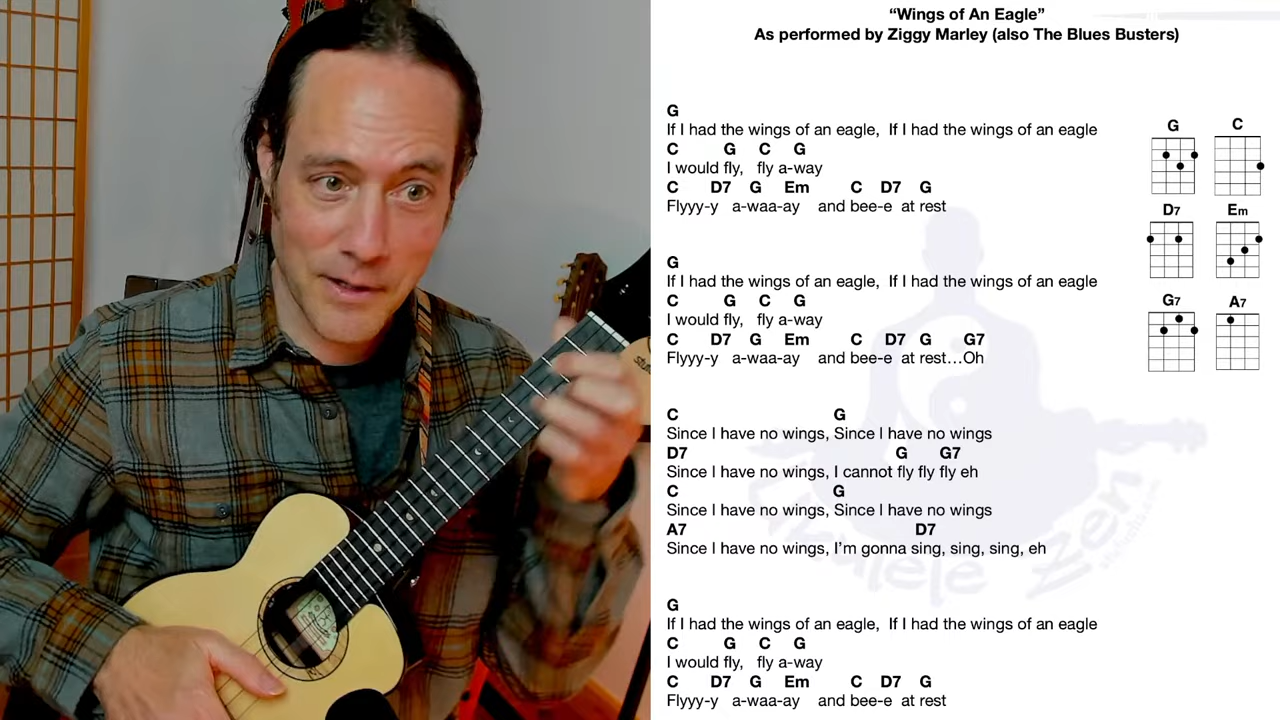 “Wings of An Eagle”
As performed by Ziggy Marley (also The Blues Busters)
G
If I had the wings of an eagle,  If I had the wings of an eagle
C G C G
I would fly,   fly a-way
C D7 G Em C D7 G
Flyyy-y   a-waa-ay    and bee-e  at rest
G
If I had the wings of an eagle,  If I had the wings of an eagle
C G C G
I would fly,   fly a-way
C D7 G Em C D7 G G7
Flyyy-y   a-waa-ay    and bee-e  at rest…Oh
C G
Since I have no wings, Since I have no wings
D7 G G7
Since I have no wings, I cannot fly fly fly eh
C G
Since I have no wings, Since I have no wings
A7 D7
Since I have no wings, I’m gonna sing, sing, sing, eh
G
If I had the wings of an eagle,  If I had the wings of an eagle
C G C G
I would fly,   fly a-way
C D7 G Em C D7 G
Flyyy-y   a-waa-ay    and bee-e  at rest
G C
D7 Em
G7 A7
Ukulele Zen